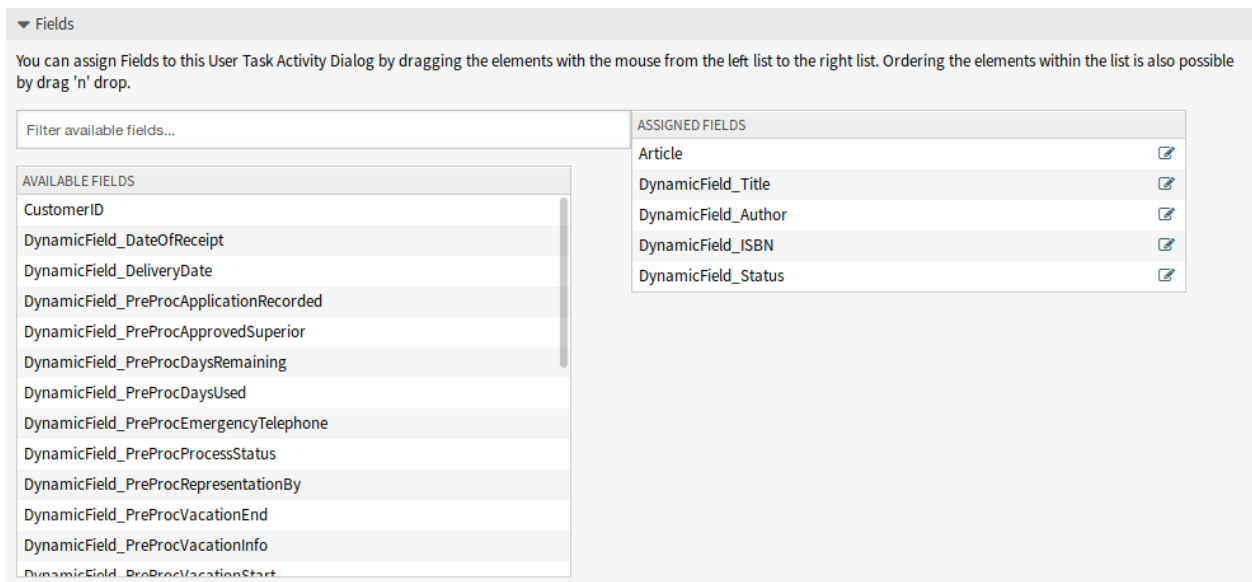 Fields
You can assign Fields to this User Task Activity Dialog by dragging the elements with the mouse from the left list to the right list. Ordering the elements within the list is also possible
by drag 'n' drop.
Filter available fields...
AVAILABLE FIELDS
CustomerID
DynamicField_DateOfReceipt
DynamicField_DeliveryDate
DynamicField_PreProcApplicationRecorded
DynamicField_PreProcApprovedSuperior
DynamicField_PreProcDaysRemaining
DynamicField_PreProcDaysUsed
DynamicField_PreProcEmergencyTelephone
DynamicField_PreProcProcessStatus
DynamicField_PreProcRepresentationBy
DynamicField_PreProcVacationEnd
DynamicField_PreProcVacationInfo
DynamicField_PreProcVacationStart
ASSIGNED FIELDS
Article
DynamicField_Title
DynamicField_Author
DynamicField_ISBN
DynamicField_Status